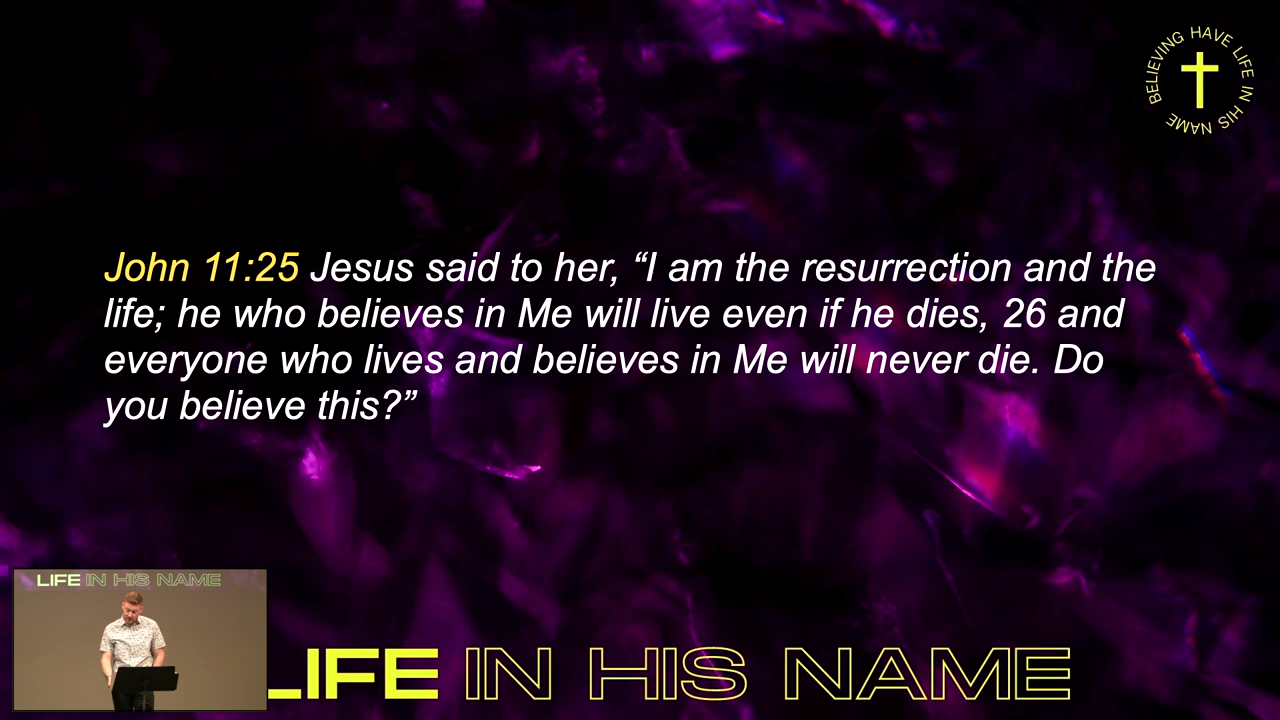 BELIEVING HAVE LIFE IN HIS NAME
John 11:25 Jesus said to her, “I am the resurrection and the
life; he who believes in Me will live even if he dies, 26 and
everyone who lives and believes in Me will never die. Do
you believe this?”
LIFE IN HIS NAME
LIFE IN HIS NAME